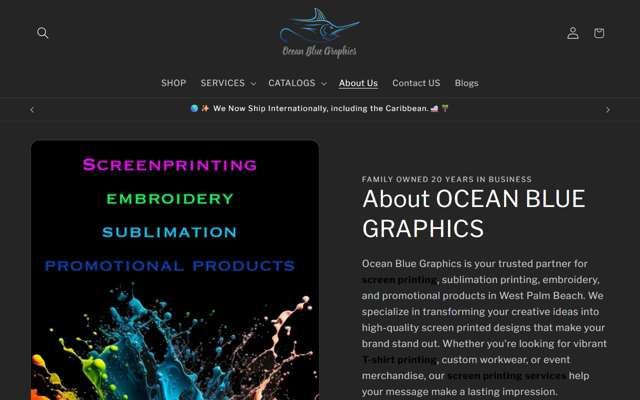 Ocean Blue Graphics
SHOP SERVICES CATALOGS About Us Contact US Blogs
🌎 ✨ We Now Ship Internationally, including the Caribbean.🚢 🌴
SCREENPRINTING
EMBROIDERY
SUBLIMATION
PROMOTIONAL PRODUCTS
FAMILY OWNED 20 YEARS IN BUSINESS
About OCEAN BLUE
GRAPHICS
Ocean Blue Graphics is your trusted partner for
screen printing, sublimation printing, embroidery,
and promotional products in West Palm Beach. We
specialize in transforming your creative ideas into
high-quality screen printed designs that make your
brand stand out. Whether you're looking for vibrant
T-shirt printing, custom workwear, or event
merchandise, our screen printing services help
your message make a lasting impression.